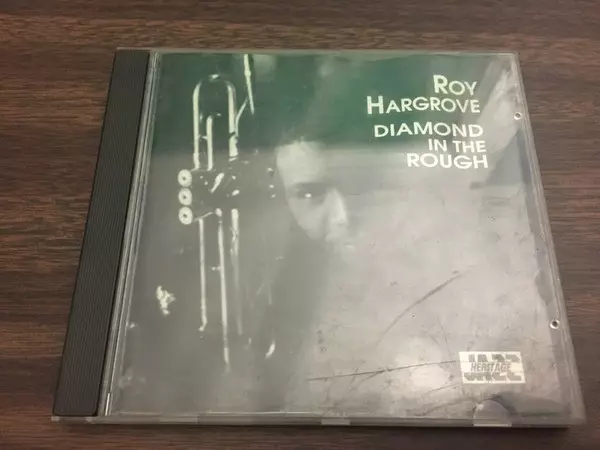 ROY
HARGROVE
DIAMOND
IN THE
ROUGH
JAZZ
HERITAGE